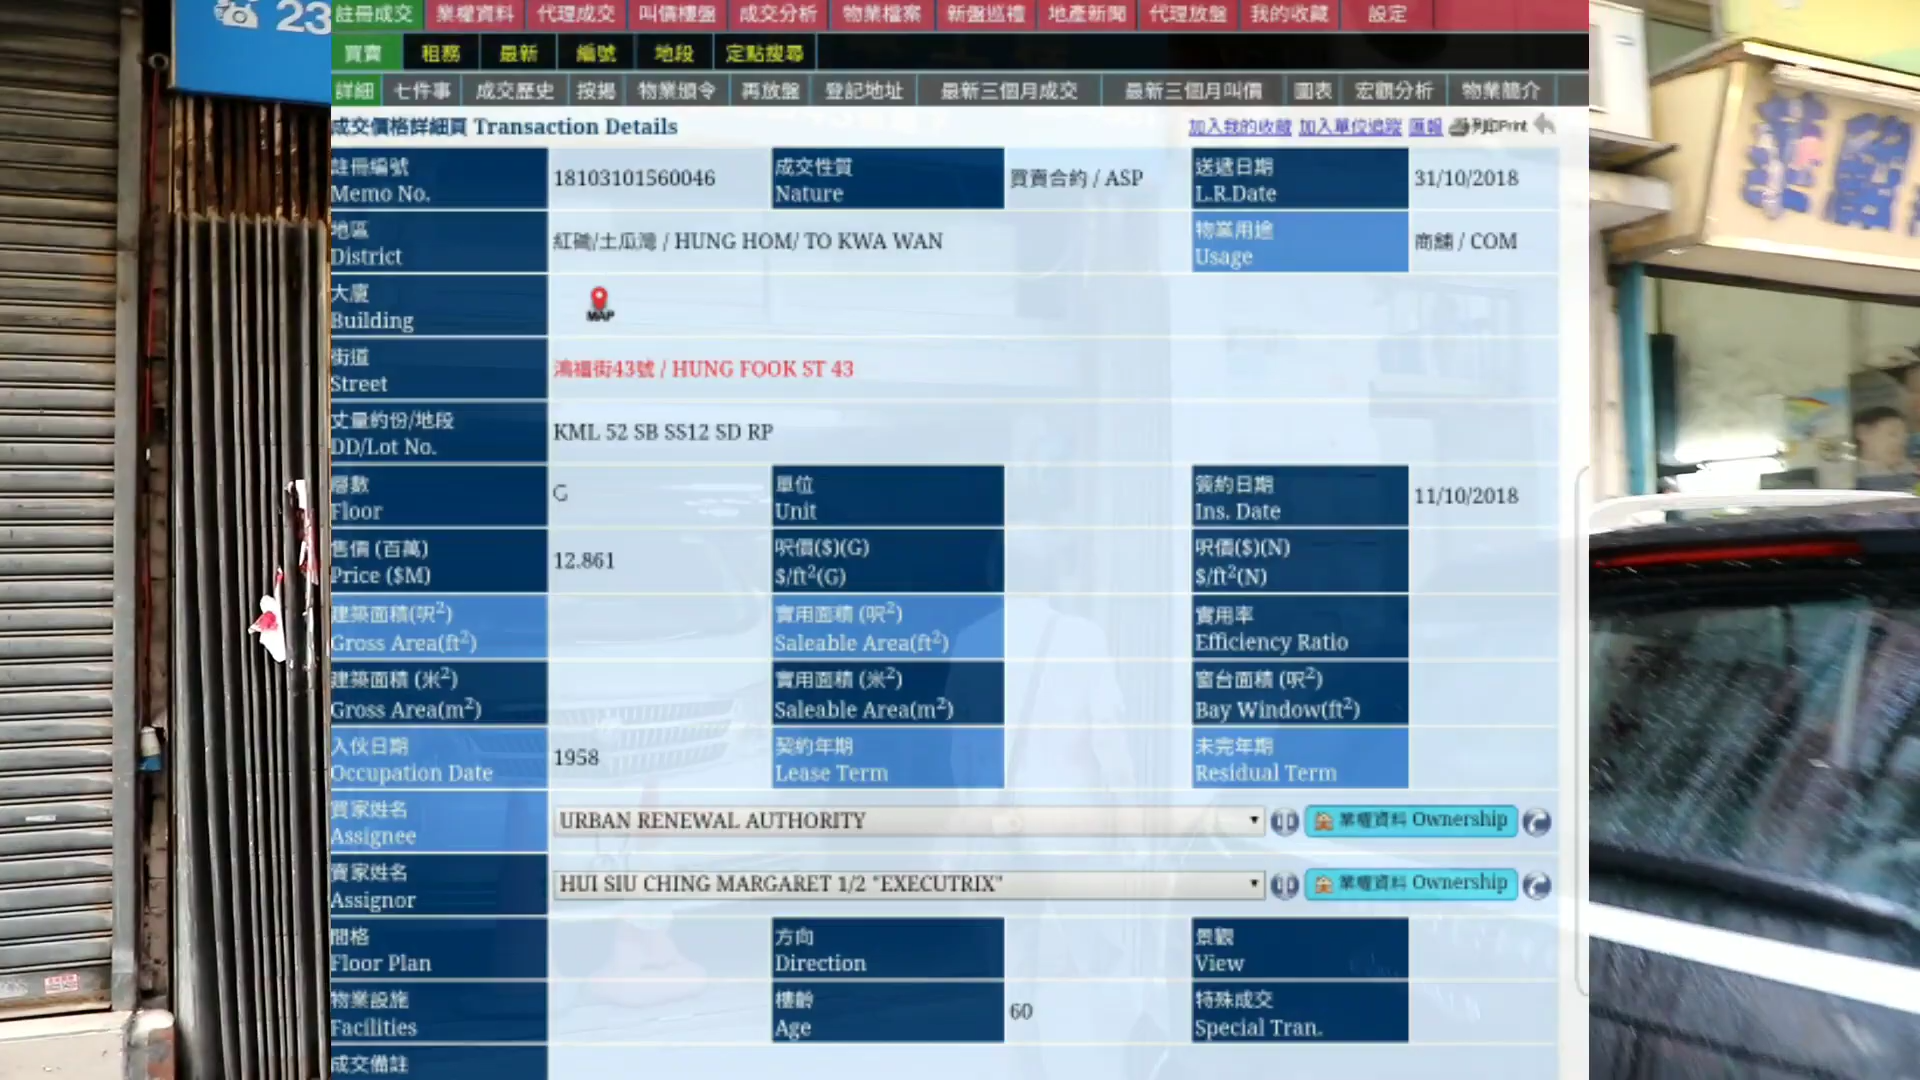 23
註冊成交 業權資料 代理成交 叫價樓盤 成交分析 物業檔案 新盤巡禮 地產新聞 代理放盤 我的收藏 設定
買賣 租務 最新 編號 地段 定點搜尋
詳細 七件事 成交歷史 按揭 物業頒令 再放盤 登記地址 最新三個月成交 最新三個月叫價 圖表 宏觀分析 物業簡介
成交價格詳細頁 Transaction Details 加入我的收藏 加入單位追蹤 匯報 列印Print
註冊編號 成交性質 送遞日期
Memo No. 18103101560046 Nature 買賣合約 / ASP L.R.Date 31/10/2018
地區 物業用途
District 紅磡/土瓜灣 / HUNG HOM/ TO KWA WAN Usage 商舖 / COM
大廈
Building MAP
街道
Street 鴻福街43號 / HUNG FOOK ST 43
丈量約份/地段
DD/Lot No. KML 52 SB SS12 SD RP
層數 單位 簽約日期
Floor G Unit Ins. Date 11/10/2018
售價 (百萬) 呎價($)(G) 呎價($)(N)
Price ($M) 12.861 $/ft²(G) $/ft²(N)
建築面積(呎²) 實用面積 (呎²) 實用率
Gross Area(ft²) Saleable Area(ft²) Efficiency Ratio
建築面積 (米²) 實用面積 (米²) 窗台面積 (呎²)
Gross Area(m²) Saleable Area(m²) Bay Window(ft²)
入伙日期 契約年期 未完年期
Occupation Date 1958 Lease Term Residual Term
買家姓名
Assignee URBAN RENEWAL AUTHORITY 業權資料 Ownership
賣家姓名
Assignor HUI SIU CHING MARGARET 1/2 "EXECUTRIX" 業權資料 Ownership
間格 方向 景觀
Floor Plan Direction View
物業設施 樓齡 特殊成交
Facilities Age 60 Special Tran.
成交備註